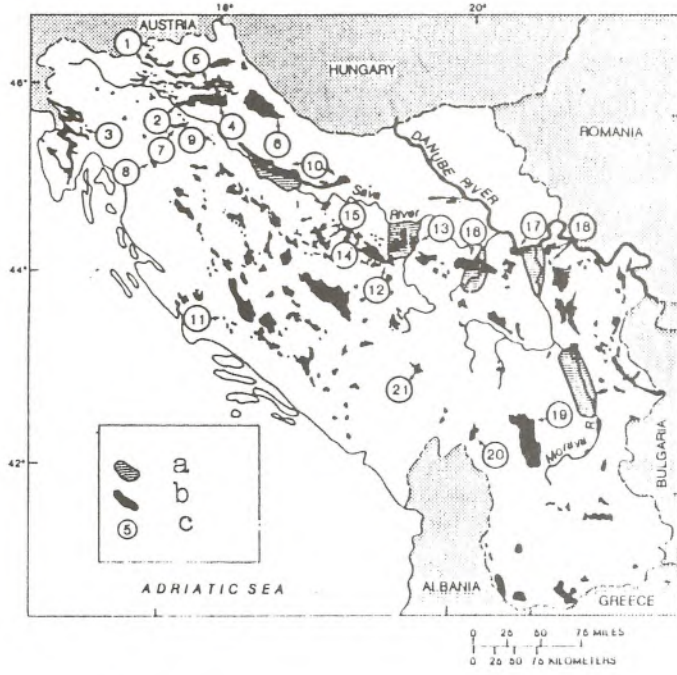 18° 20°
AUSTRIA
1
5
46°
HUNGARY
ROMANIA
DANUBE RIVER
2
3
4
9
7
6
8
10
Sava
River
15
13
16
17
18
14
44°
12
11
21
19
Morava R.
20
BULGARIA
42°
a
b
5 c
ADRIATIC SEA
ALBANIA
GREECE
0 25 50 75 MILES
0 25 50 75 KILOMETERS